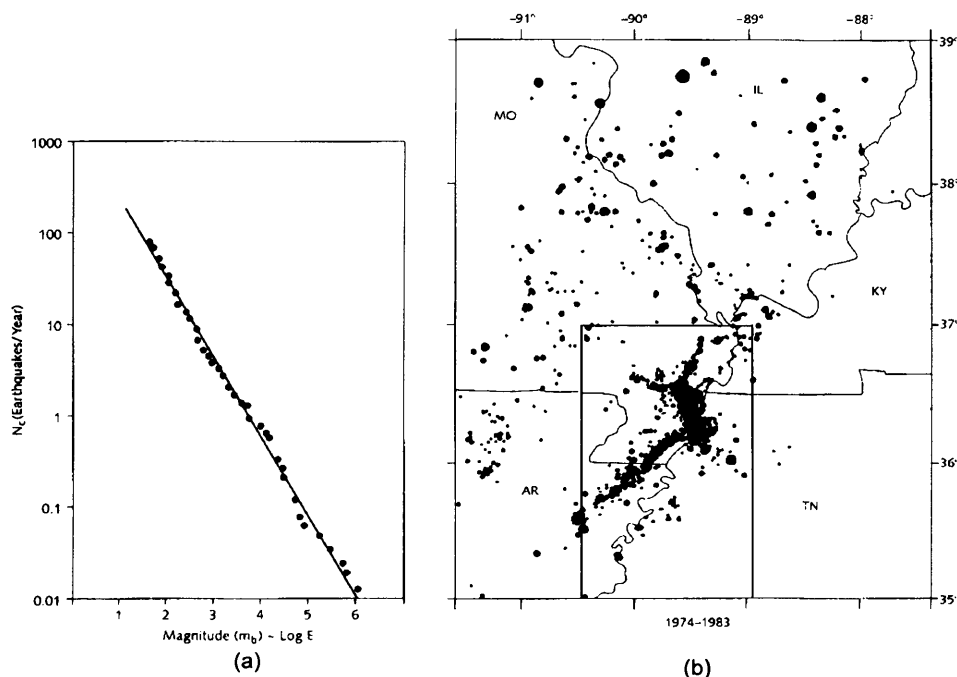 1000
100
10
1
0.1
0.01
N_c (Earthquakes/Year)
1 2 3 4 5 6
Magnitude (m_b) ~ Log E
(a)
-91° -90° -89° -88°
39°
38°
37°
36°
35°
MO
IL
KY
AR
TN
1974–1983
(b)